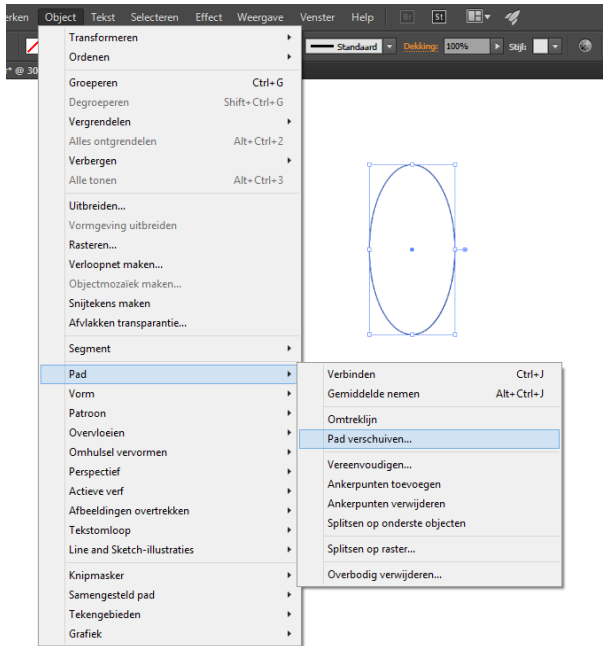 erken Object Tekst Selecteren Effect Weergave Venster Help Br St
Standaard Dekking: 100% Stijl:
* @ 30
Transformeren
Ordenen
Groeperen Ctrl+G
Degroeperen Shift+Ctrl+G
Vergrendelen
Alles ontgrendelen Alt+Ctrl+2
Verbergen
Alle tonen Alt+Ctrl+3
Uitbreiden...
Vormgeving uitbreiden
Rasteren...
Verloopnet maken...
Objectmozaïek maken...
Snijtekens maken
Afvlakken transparantie...
Segment
Pad
Vorm
Patroon
Overvloeien
Omhulsel vervormen
Perspectief
Actieve verf
Afbeeldingen overtrekken
Tekstomloop
Line and Sketch-illustraties
Knipmasker
Samengesteld pad
Tekengebieden
Grafiek
Verbinden Ctrl+J
Gemiddelde nemen Alt+Ctrl+J
Omtreklijn
Pad verschuiven...
Vereenvoudigen...
Ankerpunten toevoegen
Ankerpunten verwijderen
Splitsen op onderste objecten
Splitsen op raster...
Overbodig verwijderen...